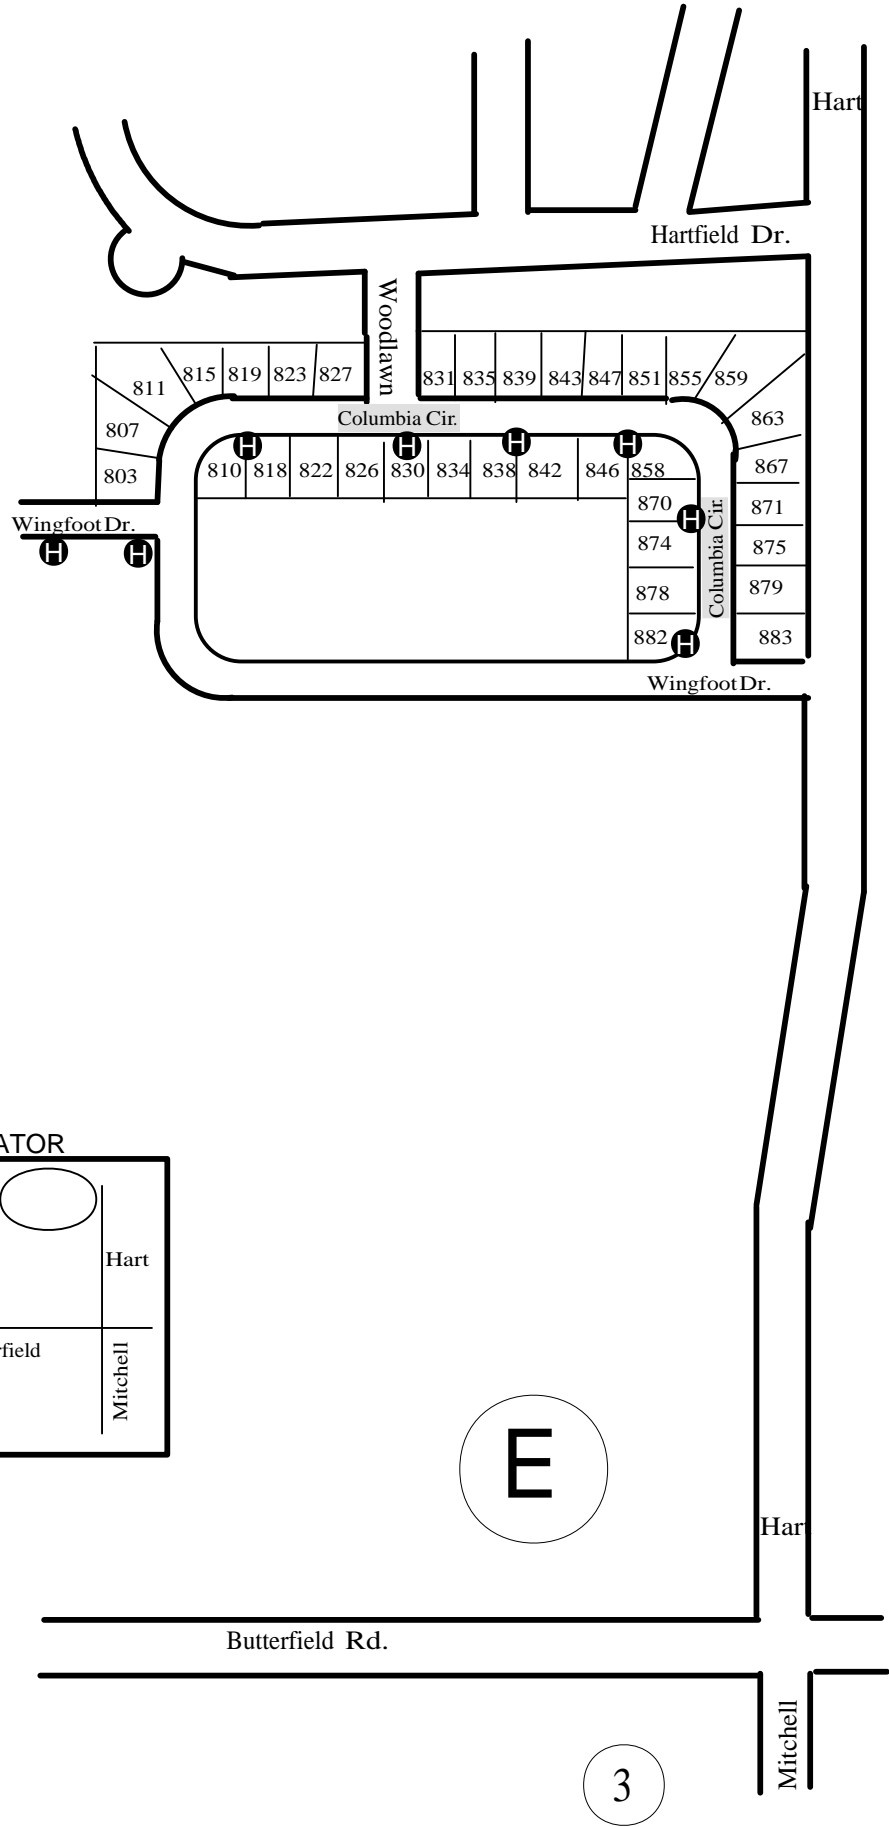 Hart
Hartfield Dr.
Woodlawn
811 815 819 823 827 831 835 839 843 847 851 855 859
Columbia Cir.
807 863
H H H H
803 810 818 822 826 830 834 838 842 846 858 867
870 871
H
Wingfoot Dr.
Columbia Cir.
H H
874 875
878 879
882 883
H
Wingfoot Dr.
ATOR
Hart
rfield
Mitchell
E
Hart
Butterfield Rd.
Mitchell
3